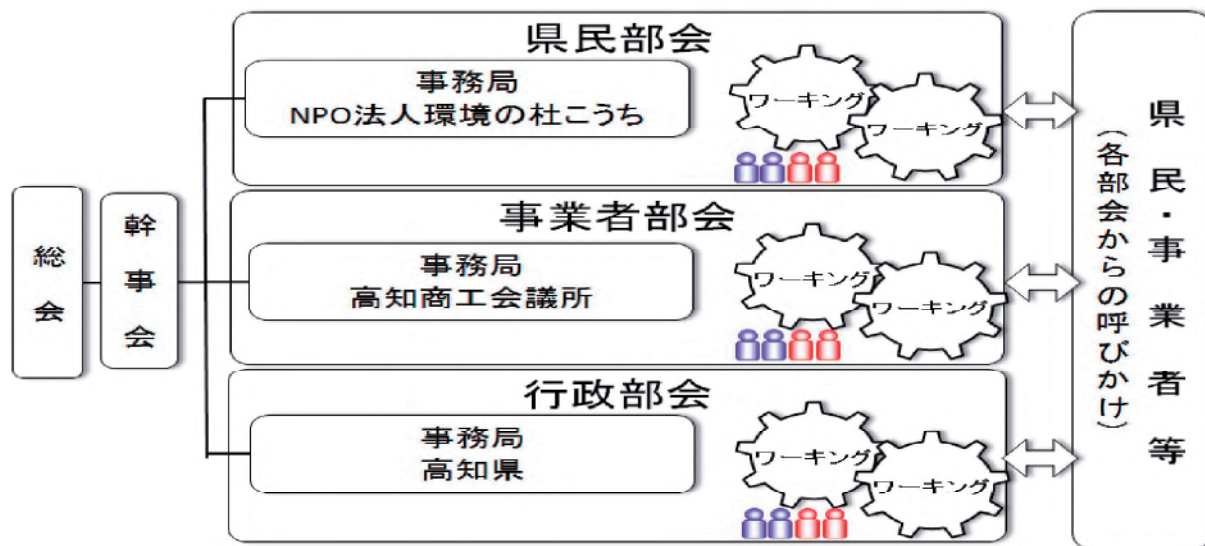 総会
幹事会
県民部会
事務局
NPO法人環境の杜こうち
ワーキング
ワーキング
事業者部会
事務局
高知商工会議所
ワーキング
ワーキング
行政部会
事務局
高知県
ワーキング
ワーキング
県民・事業者等
(各部会からの呼びかけ)